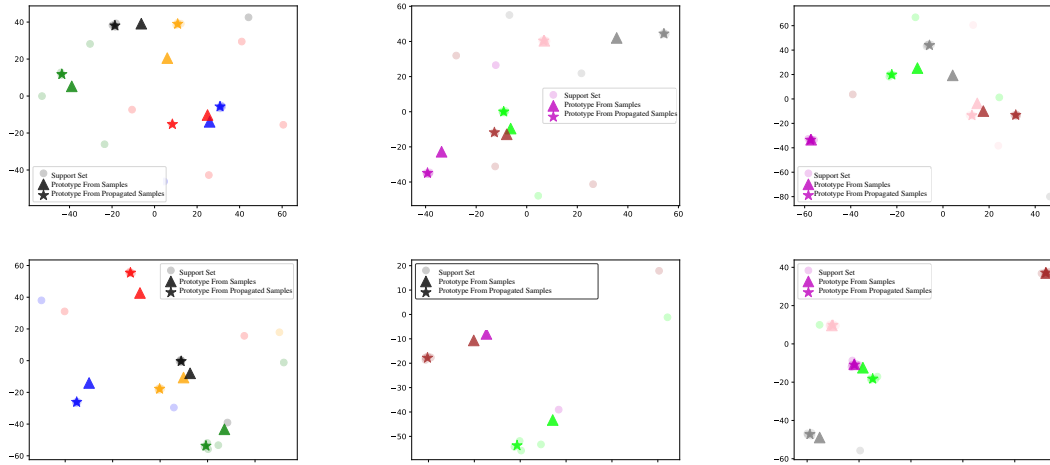 40
20
0
−20
−40
Support Set
Prototype From Samples
Prototype From Propagated Samples
−40 −20 0 20 40 60
60
40
20
0
−20
−40
Support Set
Prototype From Samples
Prototype From Propagated Samples
−40 −20 0 20 40 60
80
60
40
20
0
−20
−40
−60
−80
Support Set
Prototype From Samples
Prototype From Propagated Samples
−60 −40 −20 0 20 40
60
40
20
0
−20
−40
−60
Support Set
Prototype From Samples
Prototype From Propagated Samples
20
10
0
−10
−20
−30
−40
−50
Support Set
Prototype From Samples
Prototype From Propagated Samples
40
20
0
−20
−40
−60
Support Set
Prototype From Samples
Prototype From Propagated Samples